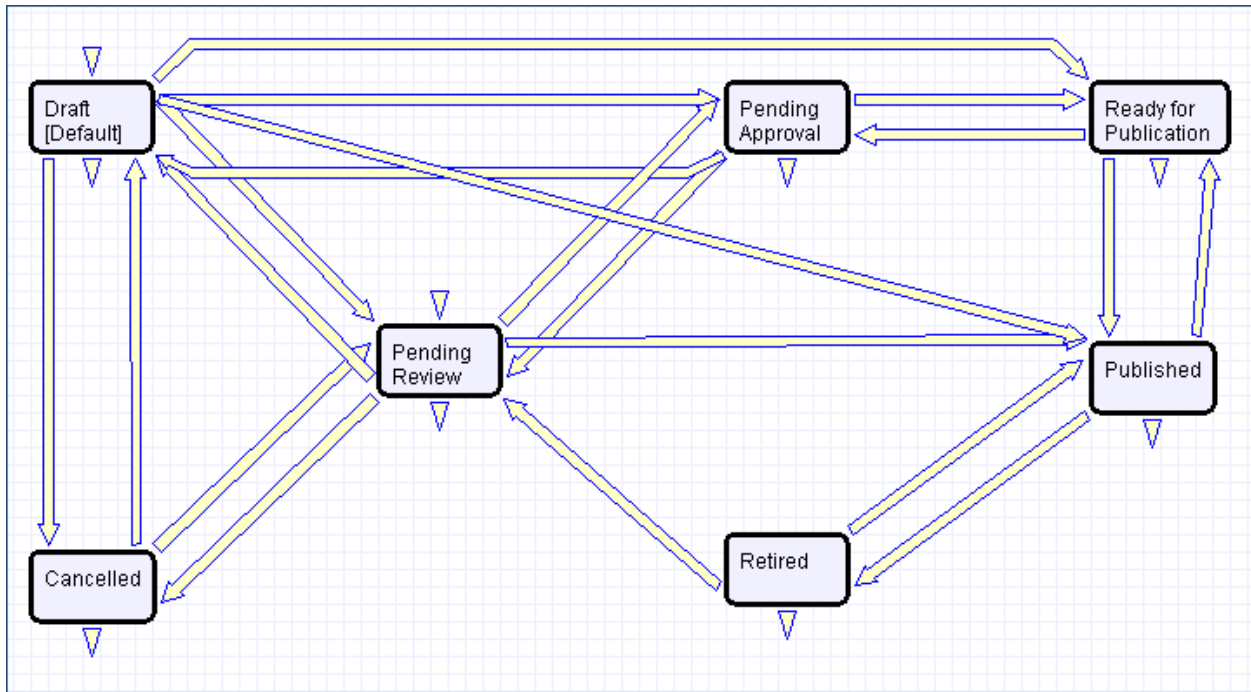 Draft
[Default]
Pending
Approval
Ready for
Publication
Pending
Review
Published
Cancelled
Retired